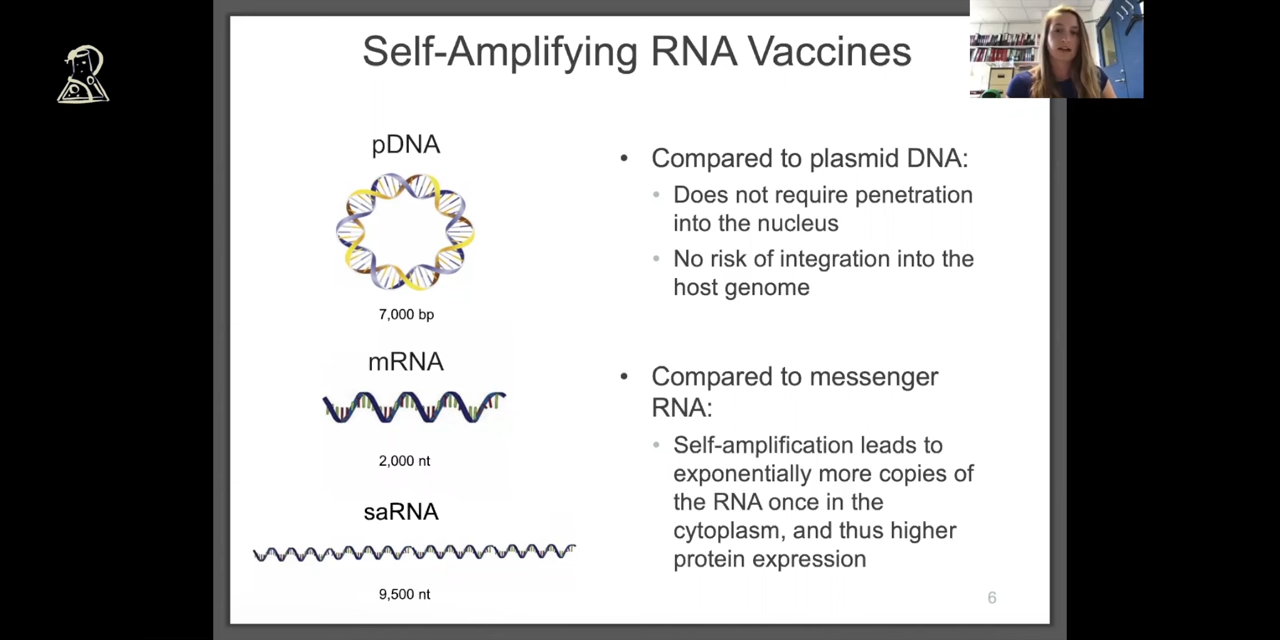 Self-Amplifying RNA Vaccines
pDNA
7,000 bp
mRNA
2,000 nt
saRNA
9,500 nt
• Compared to plasmid DNA:
• Does not require penetration
into the nucleus
• No risk of integration into the
host genome
• Compared to messenger
RNA:
• Self-amplification leads to
exponentially more copies of
the RNA once in the
cytoplasm, and thus higher
protein expression
6